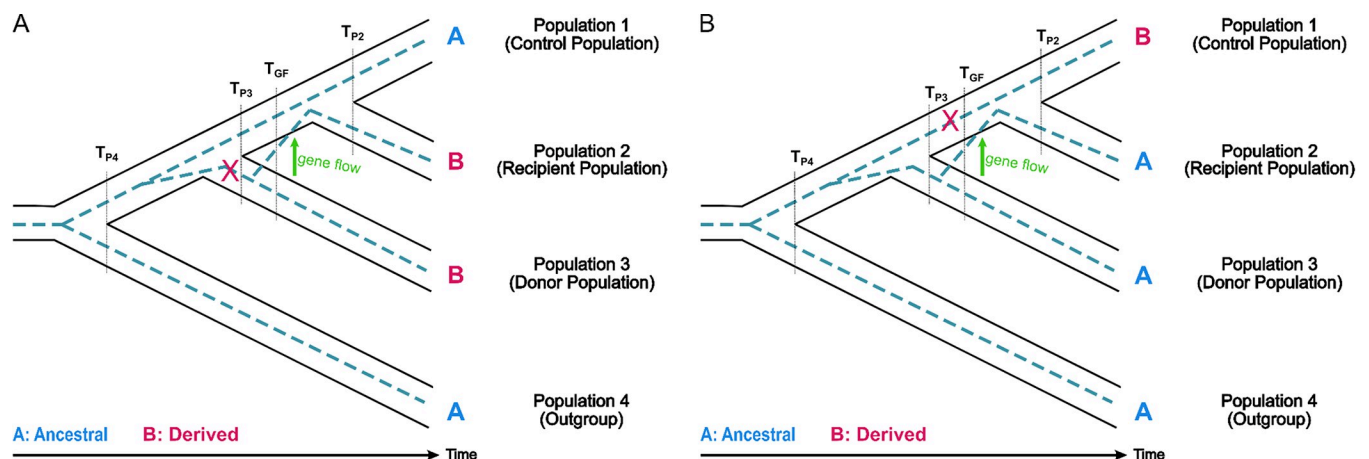 A
T_P4
T_P3
T_GF
T_P2
gene flow
A
Population 1
(Control Population)
B
Population 2
(Recipient Population)
B
Population 3
(Donor Population)
A
Population 4
(Outgroup)
A: Ancestral B: Derived
Time
B
T_P4
T_P3
T_GF
T_P2
X
gene flow
B
Population 1
(Control Population)
A
Population 2
(Recipient Population)
A
Population 3
(Donor Population)
A
Population 4
(Outgroup)
A: Ancestral B: Derived
Time